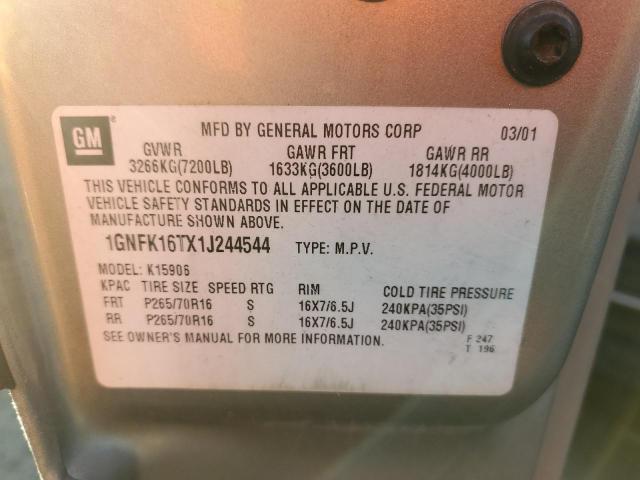 GM ®
MFD BY GENERAL MOTORS CORP 03/01
GVWR GAWR FRT GAWR RR
3266KG(7200LB) 1633KG(3600LB) 1814KG(4000LB)
THIS VEHICLE CONFORMS TO ALL APPLICABLE U.S. FEDERAL MOTOR
VEHICLE SAFETY STANDARDS IN EFFECT ON THE DATE OF
MANUFACTURE SHOWN ABOVE.
1GNFK16TX1J244544 TYPE: M.P.V.
MODEL: K15906
KPAC TIRE SIZE SPEED RTG RIM COLD TIRE PRESSURE
FRT P265/70R16 S 16X7/6.5J 240KPA(35PSI)
RR P265/70R16 S 16X7/6.5J 240KPA(35PSI)
SEE OWNER'S MANUAL FOR MORE INFORMATION.
F 247
T 196